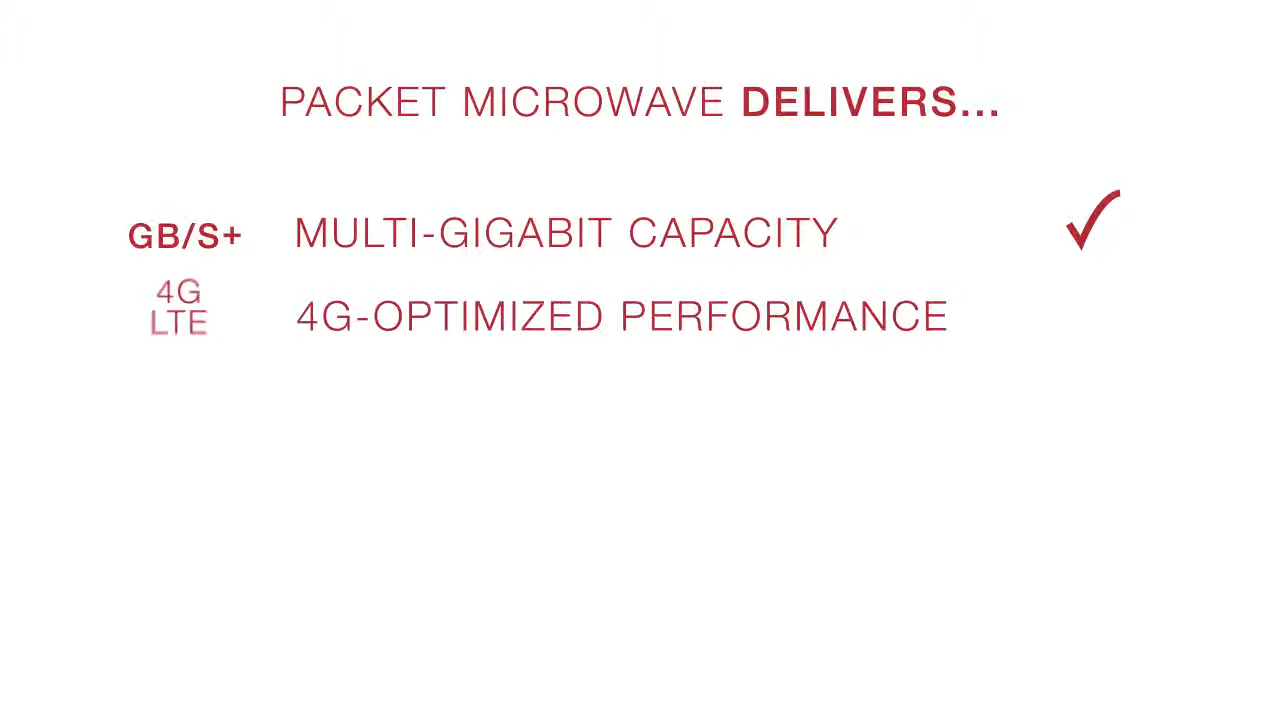 PACKET MICROWAVE DELIVERS...
GB/S+ MULTI-GIGABIT CAPACITY
4G
LTE
4G-OPTIMIZED PERFORMANCE